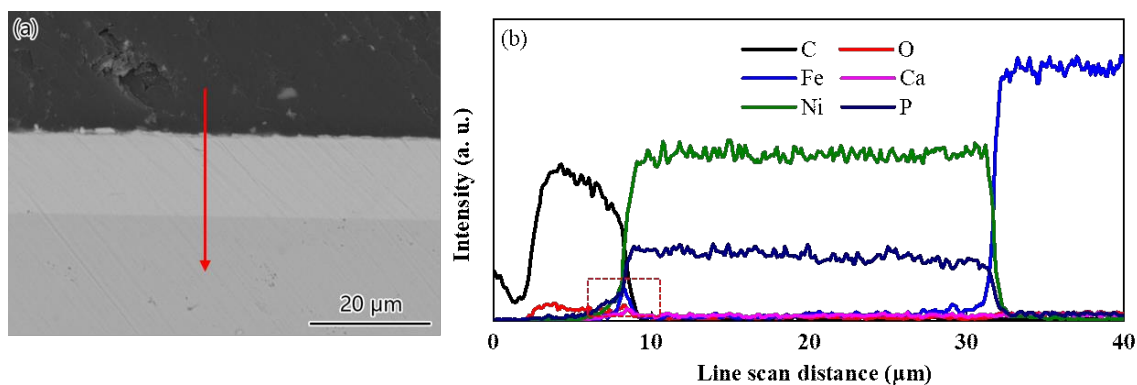 (a)
20 μm
(b)
C
O
Fe
Ca
Ni
P
Intensity (a. u.)
0
10
20
30
40
Line scan distance (μm)